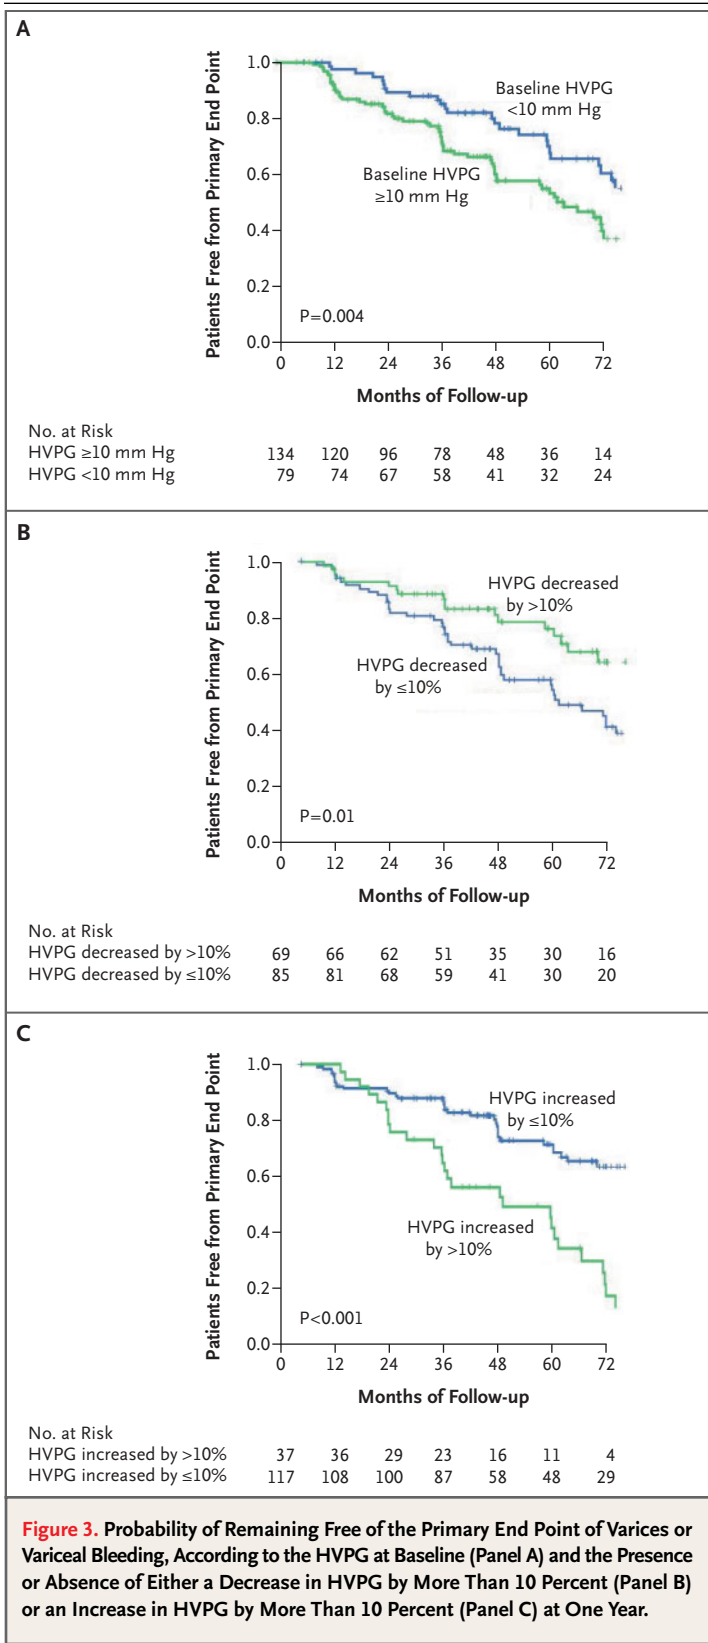 A
Patients Free from Primary End Point
1.0
0.8
0.6
0.4
0.2
0.0
Baseline HVPG
<10 mm Hg
Baseline HVPG
≥10 mm Hg
P=0.004
0 12 24 36 48 60 72
Months of Follow-up
No. at Risk
HVPG ≥10 mm Hg 134 120 96 78 48 36 14
HVPG <10 mm Hg 79 74 67 58 41 32 24
B
Patients Free from Primary End Point
1.0
0.8
0.6
0.4
0.2
0.0
HVPG decreased
by >10%
HVPG decreased
by ≤10%
P=0.01
0 12 24 36 48 60 72
Months of Follow-up
No. at Risk
HVPG decreased by >10% 69 66 62 51 35 30 16
HVPG decreased by ≤10% 85 81 68 59 41 30 20
C
Patients Free from Primary End Point
1.0
0.8
0.6
0.4
0.2
0.0
HVPG increased
by ≤10%
HVPG increased
by >10%
P<0.001
0 12 24 36 48 60 72
Months of Follow-up
No. at Risk
HVPG increased by >10% 37 36 29 23 16 11 4
HVPG increased by ≤10% 117 108 100 87 58 48 29
Figure 3. Probability of Remaining Free of the Primary End Point of Varices or
Variceal Bleeding, According to the HVPG at Baseline (Panel A) and the Presence
or Absence of Either a Decrease in HVPG by More Than 10 Percent (Panel B)
or an Increase in HVPG by More Than 10 Percent (Panel C) at One Year.